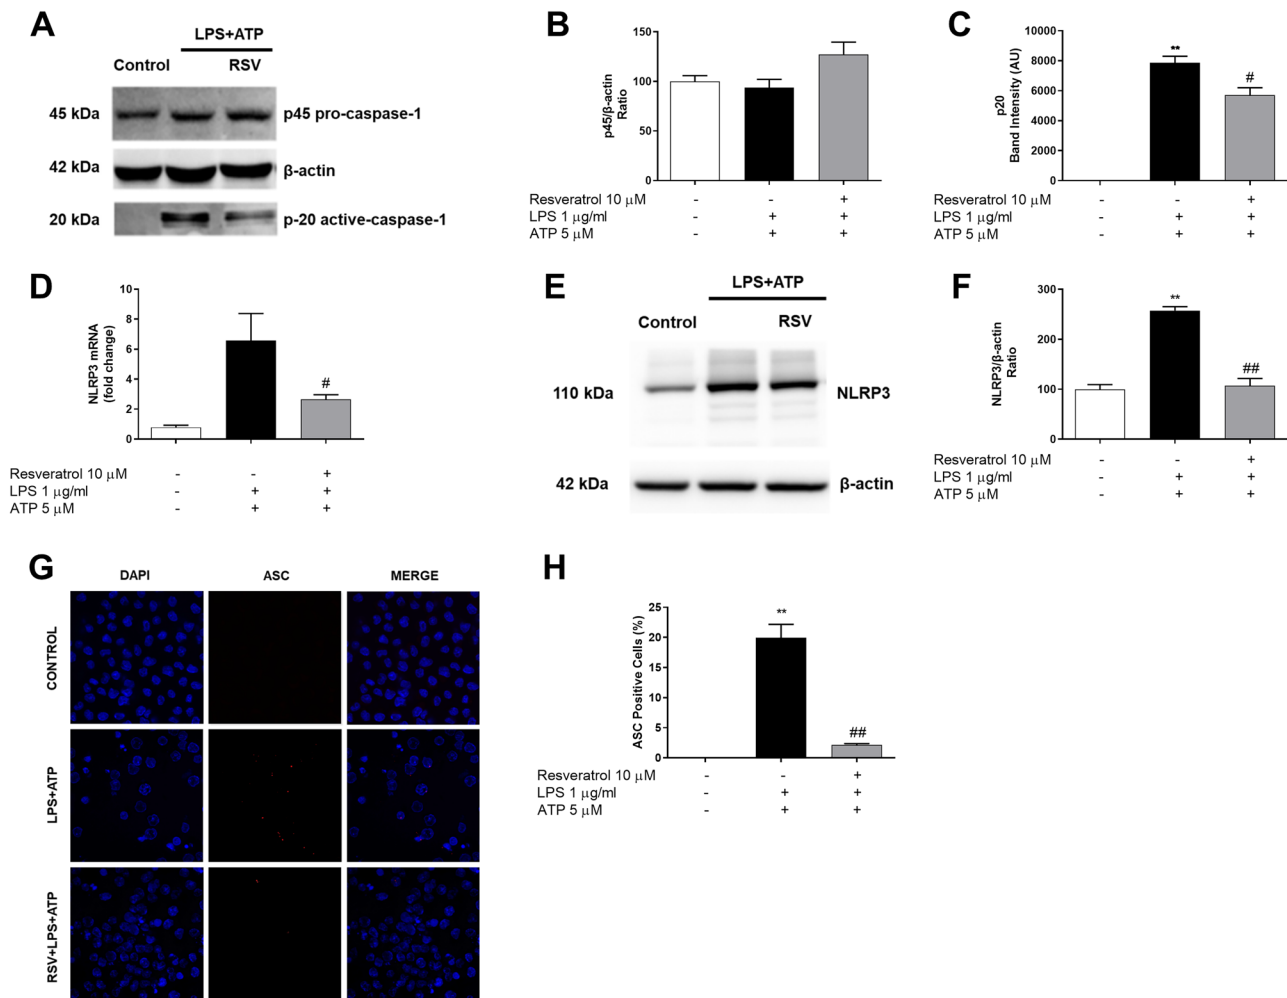 A
LPS+ATP
Control RSV
45 kDa p45 pro-caspase-1
42 kDa β-actin
20 kDa p-20 active-caspase-1
B
p45/β-actin
Ratio
150
100
50
0
Resveratrol 10 μM - - +
LPS 1 μg/ml - + +
ATP 5 μM - + +
C
p20
Band Intensity (AU)
10000
8000
6000
4000
2000
0
**
#
Resveratrol 10 μM - - +
LPS 1 μg/ml - + +
ATP 5 μM - + +
D
NLRP3 mRNA
(fold change)
10
8
6
4
2
0
#
Resveratrol 10 μM - - +
LPS 1 μg/ml - + +
ATP 5 μM - + +
E
LPS+ATP
Control RSV
110 kDa NLRP3
42 kDa β-actin
F
NLRP3/β-actin
Ratio
300
200
100
0
**
##
Resveratrol 10 μM - - +
LPS 1 μg/ml - + +
ATP 5 μM - + +
G
DAPI ASC MERGE
CONTROL
LPS+ATP
RSV+LPS+ATP
H
ASC Positive Cells (%)
25
20
15
10
5
0
**
##
Resveratrol 10 μM - - +
LPS 1 μg/ml - + +
ATP 5 μM - + +